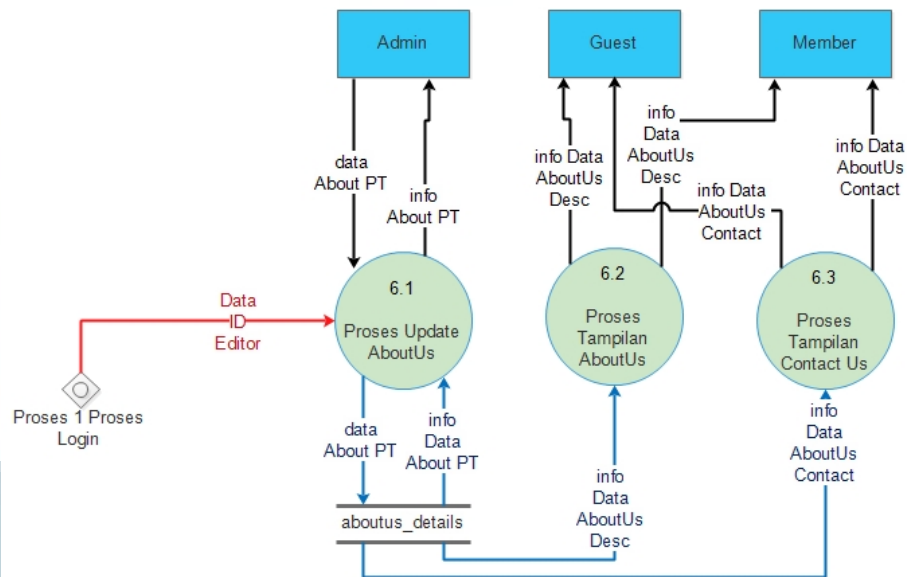 Admin
Guest
Member
data
About PT
info
About PT
info Data
AboutUs
Desc
info
Data
AboutUs
Desc
info Data
AboutUs
Contact
info Data
AboutUs
Contact
6.1
Proses Update
AboutUs
6.2
Proses
Tampilan
AboutUs
6.3
Proses
Tampilan
Contact Us
Data
ID
Editor
Proses 1 Proses
Login
data
About PT
info
Data
About PT
info
Data
AboutUs
Desc
info
Data
AboutUs
Contact
aboutus_details